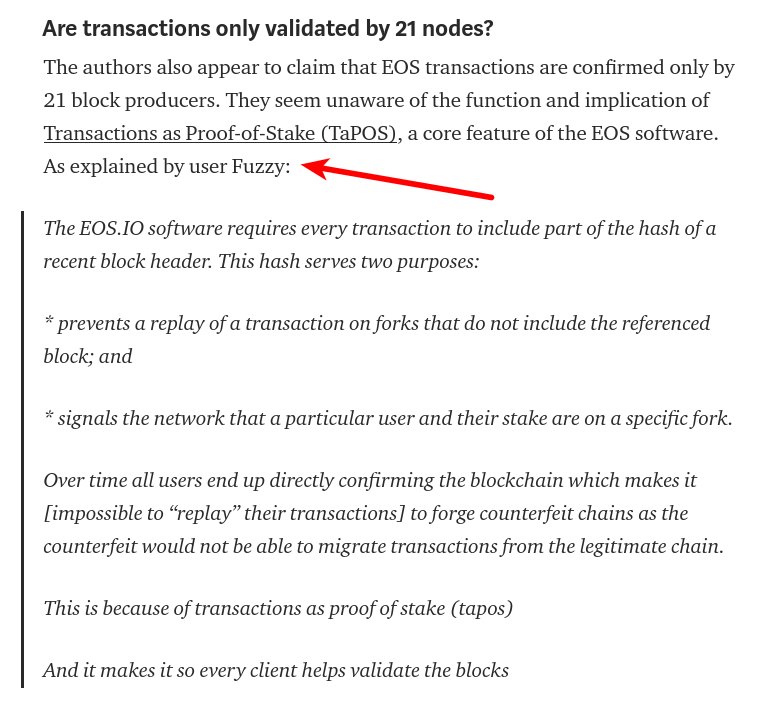 Are transactions only validated by 21 nodes?
The authors also appear to claim that EOS transactions are confirmed only by
21 block producers. They seem unaware of the function and implication of
Transactions as Proof-of-Stake (TaPOS), a core feature of the EOS software.
As explained by user Fuzzy:
The EOS.IO software requires every transaction to include part of the hash of a
recent block header. This hash serves two purposes:
* prevents a replay of a transaction on forks that do not include the referenced
block; and
* signals the network that a particular user and their stake are on a specific fork.
Over time all users end up directly confirming the blockchain which makes it
[impossible to “replay” their transactions] to forge counterfeit chains as the
counterfeit would not be able to migrate transactions from the legitimate chain.
This is because of transactions as proof of stake (tapos)
And it makes it so every client helps validate the blocks